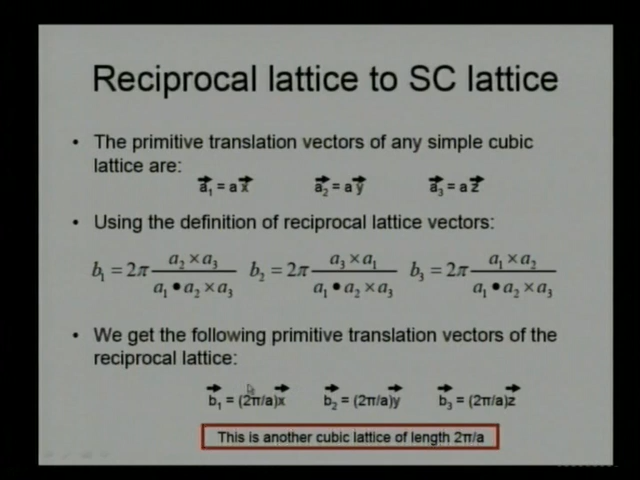 Reciprocal lattice to SC lattice
• The primitive translation vectors of any simple cubic
lattice are:
a₁ = a x a₂ = a y a₃ = a z
• Using the definition of reciprocal lattice vectors:
b₁ = 2π (a₂ × a₃)/(a₁ • a₂ × a₃) b₂ = 2π (a₃ × a₁)/(a₁ • a₂ × a₃) b₃ = 2π (a₁ × a₂)/(a₁ • a₂ × a₃)
• We get the following primitive translation vectors of the
reciprocal lattice:
b₁ = (2π/a)x b₂ = (2π/a)y b₃ = (2π/a)z
This is another cubic lattice of length 2π/a